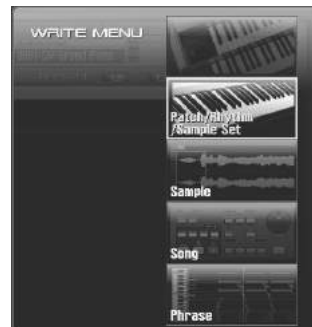 WRITE MENU
Patch/Rhythm
/Sample Set
Sample
Song
Phrase